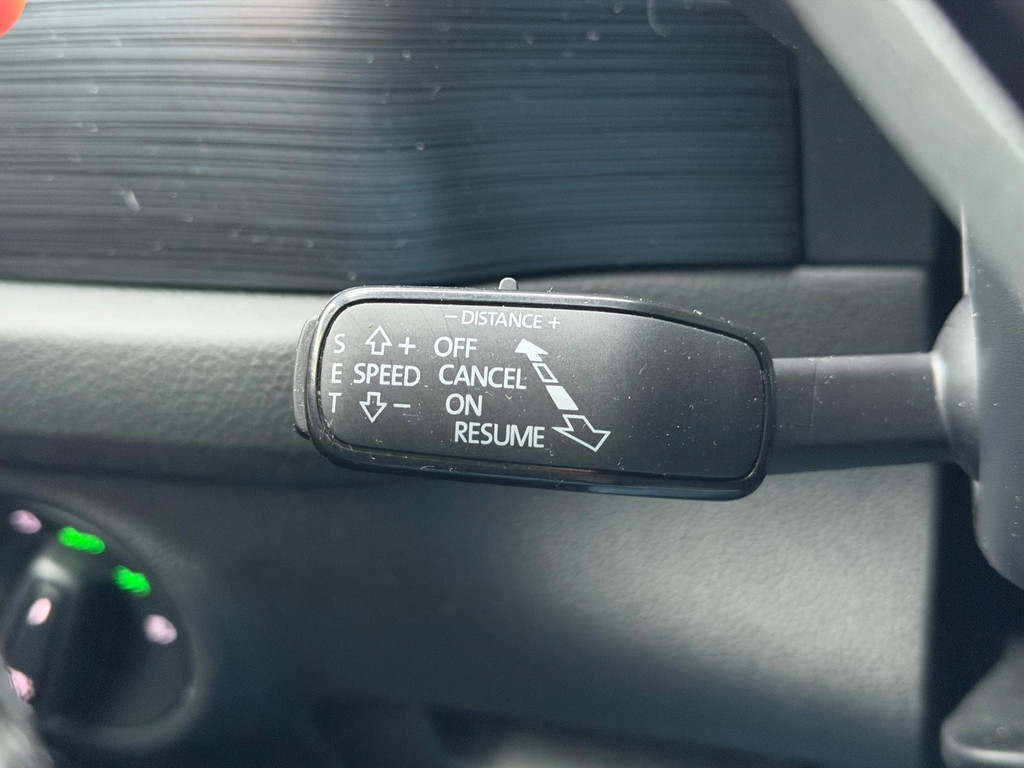 - DISTANCE +
S + OFF
E SPEED CANCEL
T - ON
RESUME